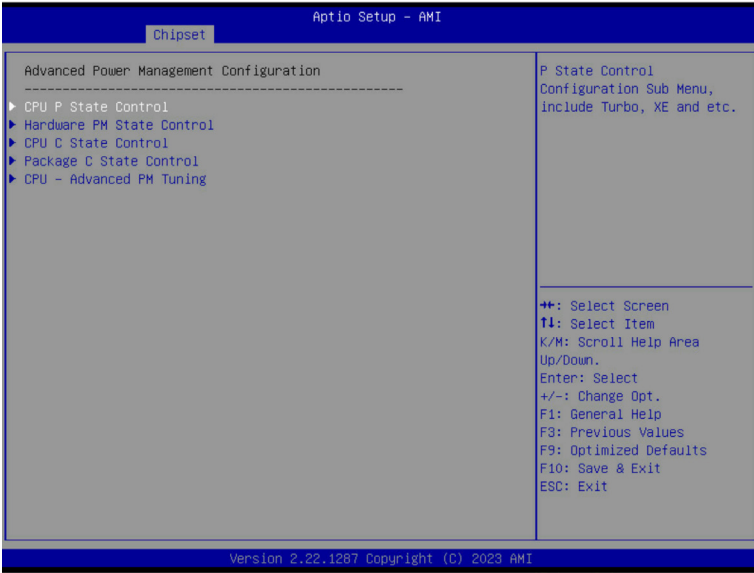 Aptio Setup – AMI
Chipset
Advanced Power Management Configuration
------------------------------------------------
CPU P State Control
Hardware PM State Control
CPU C State Control
Package C State Control
CPU – Advanced PM Tuning
P State Control
Configuration Sub Menu,
include Turbo, XE and etc.
→←: Select Screen
↑↓: Select Item
K/M: Scroll Help Area
Up/Down.
Enter: Select
+/-: Change Opt.
F1: General Help
F3: Previous Values
F9: Optimized Defaults
F10: Save & Exit
ESC: Exit
Version 2.22.1287 Copyright (C) 2023 AMI